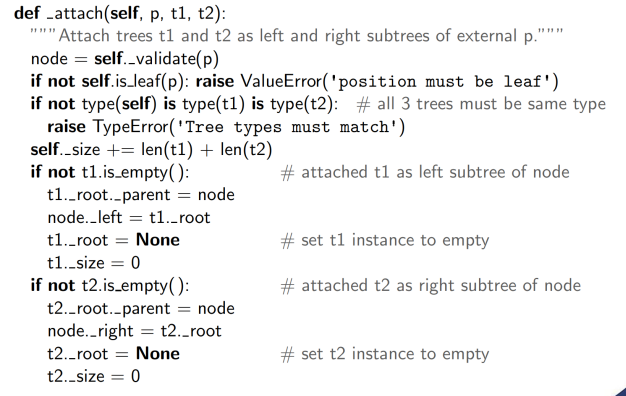 def _attach(self, p, t1, t2):
"""Attach trees t1 and t2 as left and right subtrees of external p."""
node = self._validate(p)
if not self.is_leaf(p): raise ValueError('position must be leaf')
if not type(self) is type(t1) is type(t2): # all 3 trees must be same type
raise TypeError('Tree types must match')
self._size += len(t1) + len(t2)
if not t1.is_empty( ): # attached t1 as left subtree of node
t1._root._parent = node
node._left = t1._root
t1._root = None # set t1 instance to empty
t1._size = 0
if not t2.is_empty( ): # attached t2 as right subtree of node
t2._root._parent = node
node._right = t2._root
t2._root = None # set t2 instance to empty
t2._size = 0